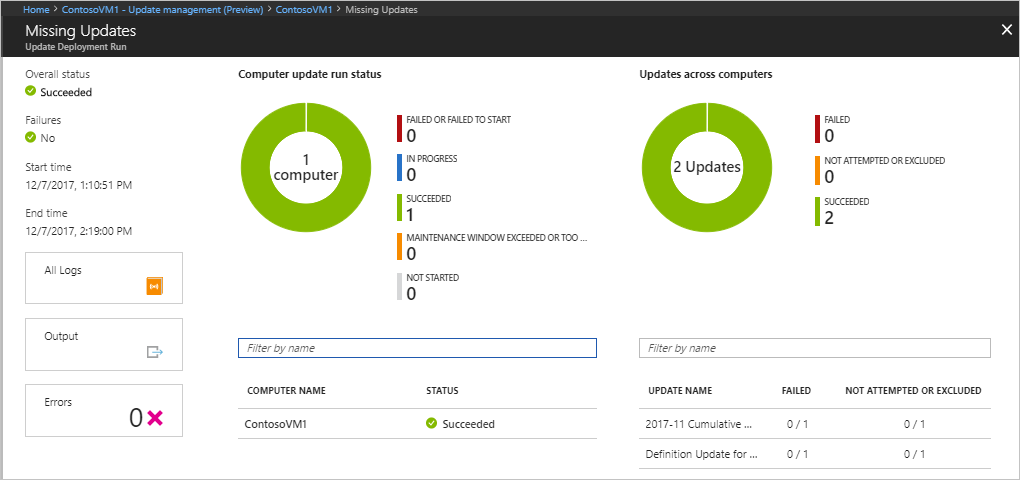 Home > ContosoVM1 - Update management (Preview) > ContosoVM1 > Missing Updates
Missing Updates
Update Deployment Run
Overall status
Succeeded
Failures
No
Start time
12/7/2017, 1:10:51 PM
End time
12/7/2017, 2:19:00 PM
All Logs
Output
Errors
0
Computer update run status
1
computer
FAILED OR FAILED TO START
0
IN PROGRESS
0
SUCCEEDED
1
MAINTENANCE WINDOW EXCEEDED OR TOO ...
0
NOT STARTED
0
Filter by name
COMPUTER NAME STATUS
ContosoVM1 Succeeded
Updates across computers
2 Updates
FAILED
0
NOT ATTEMPTED OR EXCLUDED
0
SUCCEEDED
2
Filter by name
UPDATE NAME FAILED NOT ATTEMPTED OR EXCLUDED
2017-11 Cumulative ... 0 / 1 0 / 1
Definition Update for ... 0 / 1 0 / 1